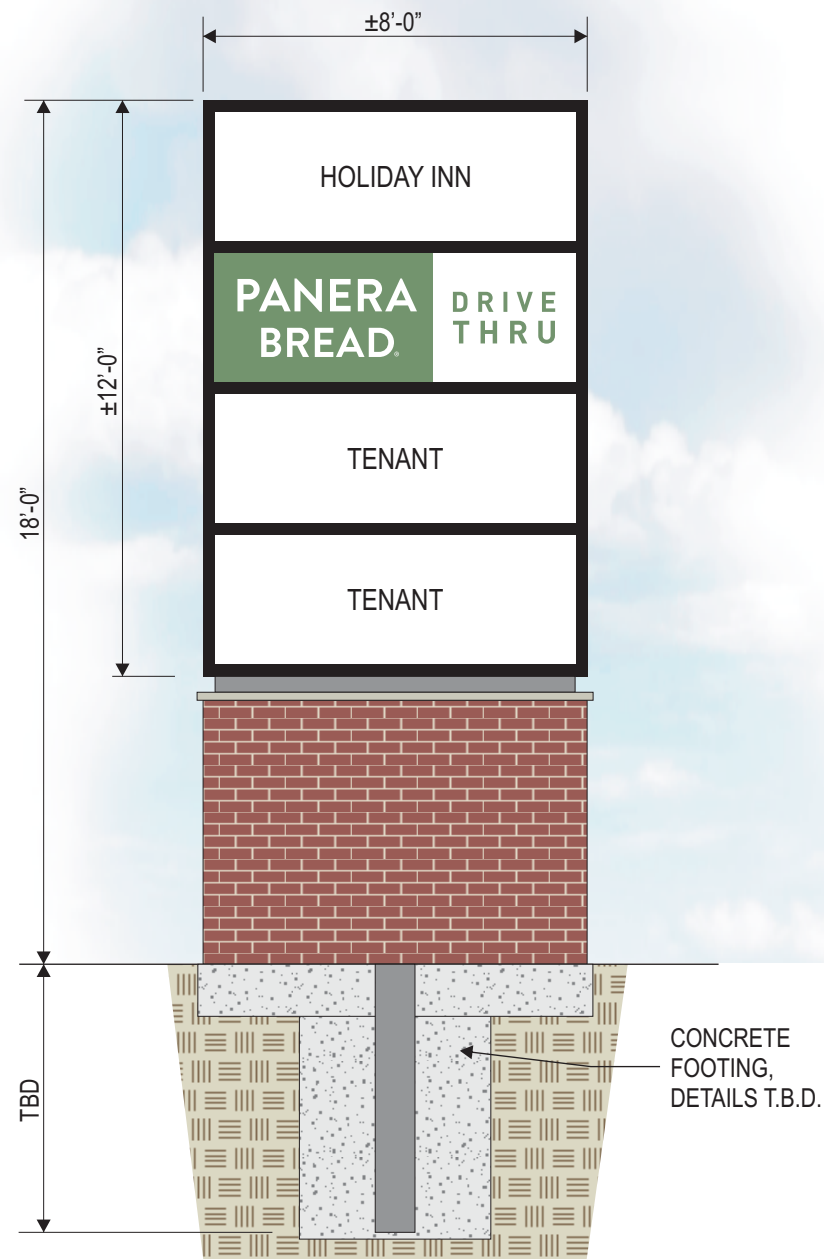 ±8’-0”
HOLIDAY INN
PANERA
BREAD®
DRIVE
THRU
±12’-0”
18’-0”
TENANT
TENANT
TBD
CONCRETE
FOOTING,
DETAILS T.B.D.